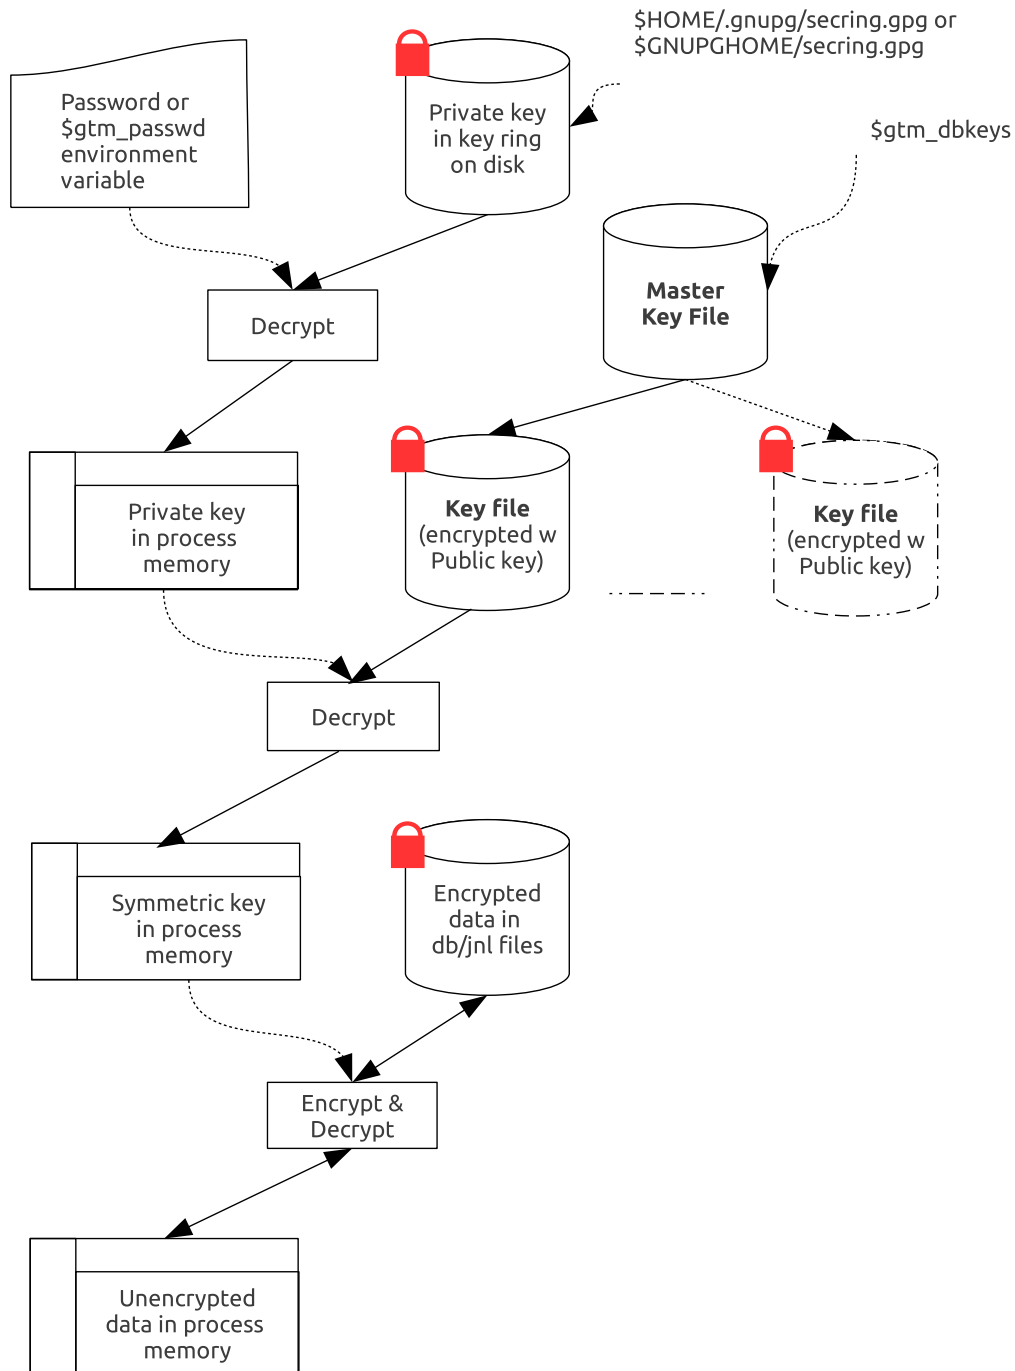 $HOME/.gnupg/secring.gpg or
$GNUPGHOME/secring.gpg
Password or
$gtm_passwd
environment
variable
Private key
in key ring
on disk
$gtm_dbkeys
Master
Key File
Decrypt
Private key
in process
memory
Key file
(encrypted w
Public key)
Key file
(encrypted w
Public key)
Decrypt
Symmetric key
in process
memory
Encrypted
data in
db/jnl files
Encrypt &
Decrypt
Unencrypted
data in process
memory